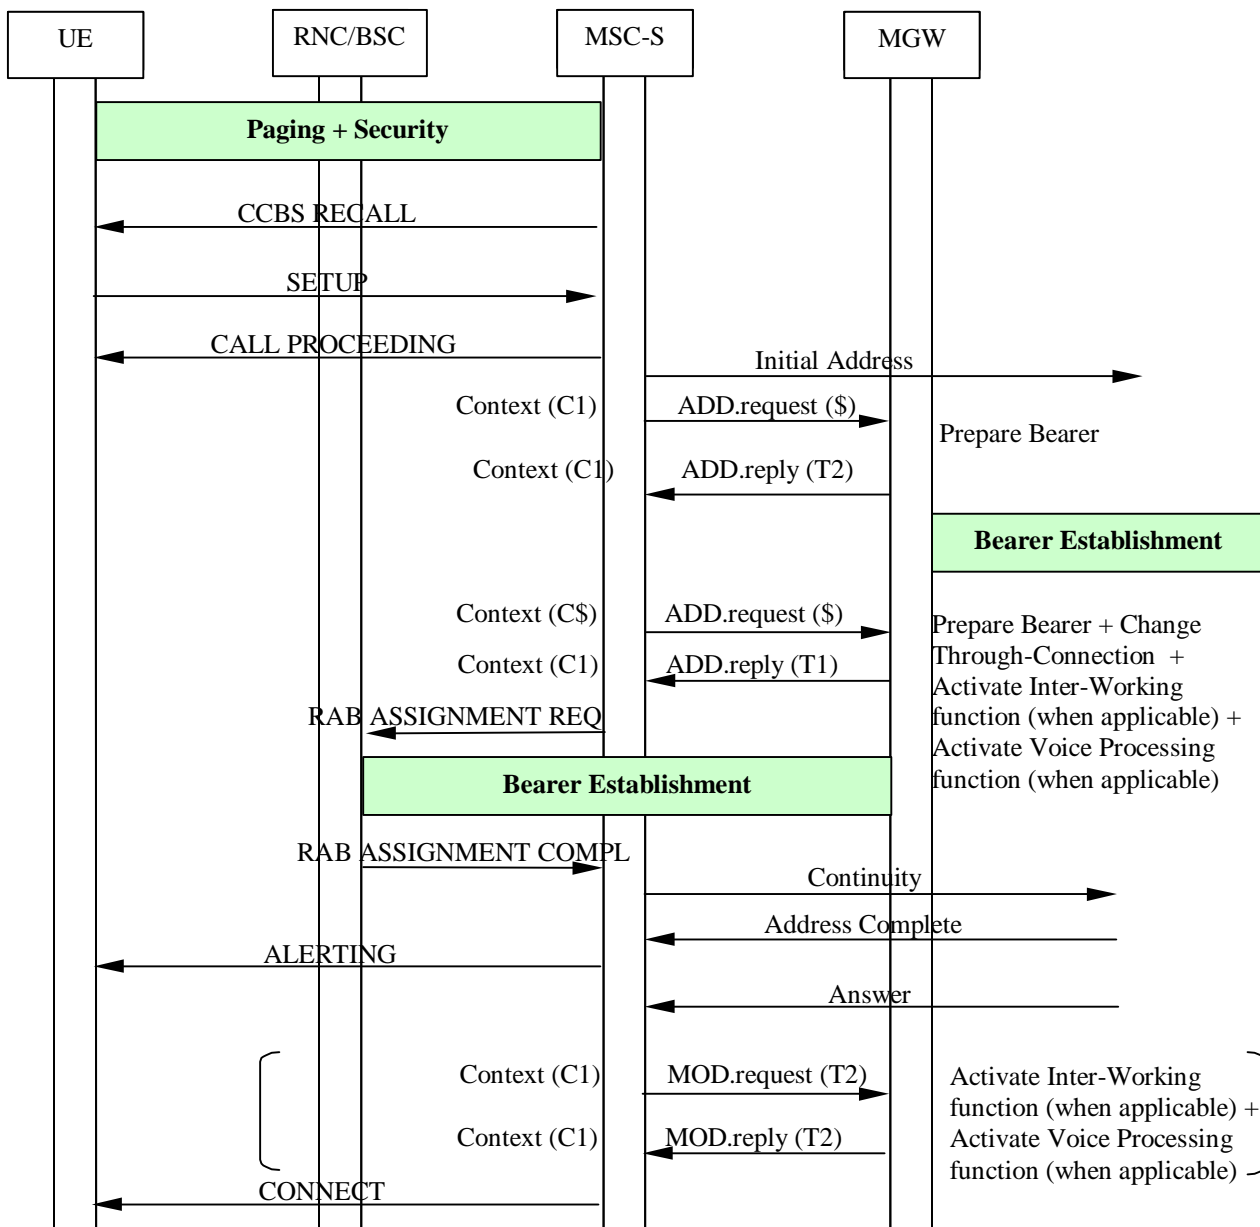 UE
RNC/BSC
MSC-S
MGW
Paging + Security
CCBS RECALL
SETUP
CALL PROCEEDING
Initial Address
Context (C1)
ADD.request ($)
Prepare Bearer
Context (C1)
ADD.reply (T2)
Bearer Establishment
Context (C$)
ADD.request ($)
Prepare Bearer + Change
Through-Connection +
Activate Inter-Working
function (when applicable) +
Activate Voice Processing
function (when applicable)
Context (C1)
ADD.reply (T1)
RAB ASSIGNMENT REQ
Bearer Establishment
RAB ASSIGNMENT COMPL
Continuity
Address Complete
ALERTING
Answer
Context (C1)
MOD.request (T2)
Activate Inter-Working
function (when applicable) +
Activate Voice Processing
function (when applicable)
Context (C1)
MOD.reply (T2)
CONNECT